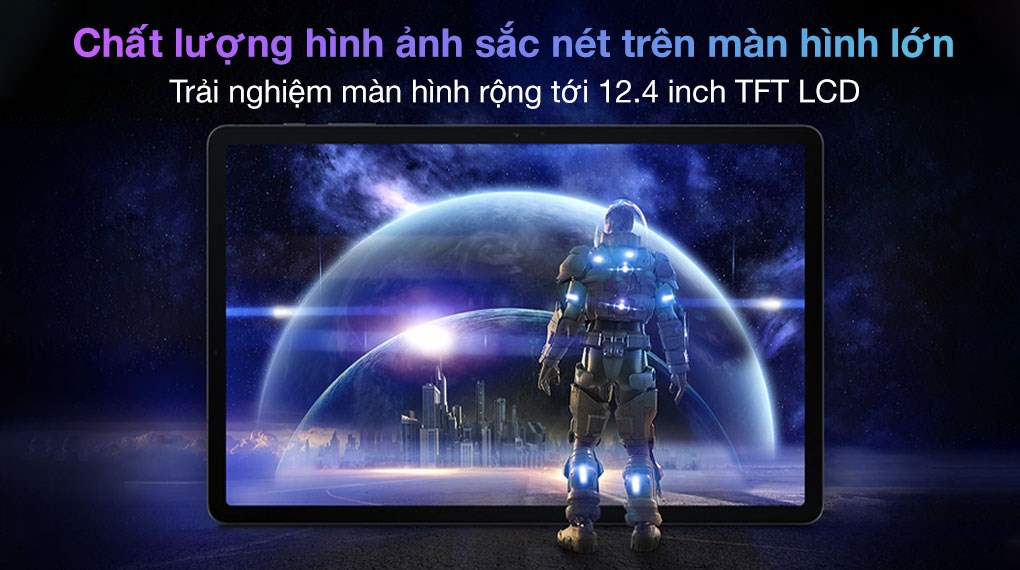 Chất lượng hình ảnh sắc nét trên màn hình lớn
Trải nghiệm màn hình rộng tới 12.4 inch TFT LCD